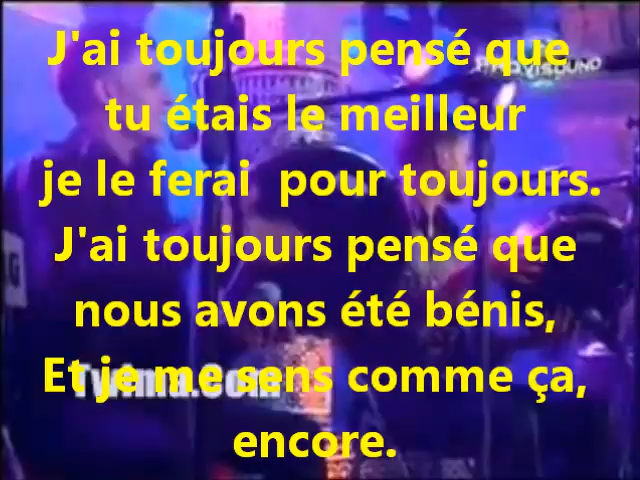 J'ai toujours pensé que
tu étais le meilleur
je le ferai pour toujours.
J'ai toujours pensé que
nous avons été bénis,
Et je me sens comme ça,
encore.